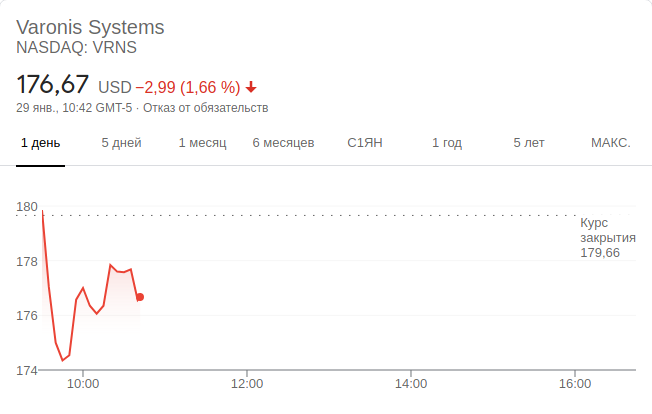 Varonis Systems
NASDAQ: VRNS
176,67 USD −2,99 (1,66 %)
29 янв., 10:42 GMT-5 · Отказ от обязательств
1 день 5 дней 1 месяц 6 месяцев С1ЯН 1 год 5 лет МАКС.
180
Курс
закрытия
179,66
178
176
174
10:00 12:00 14:00 16:00